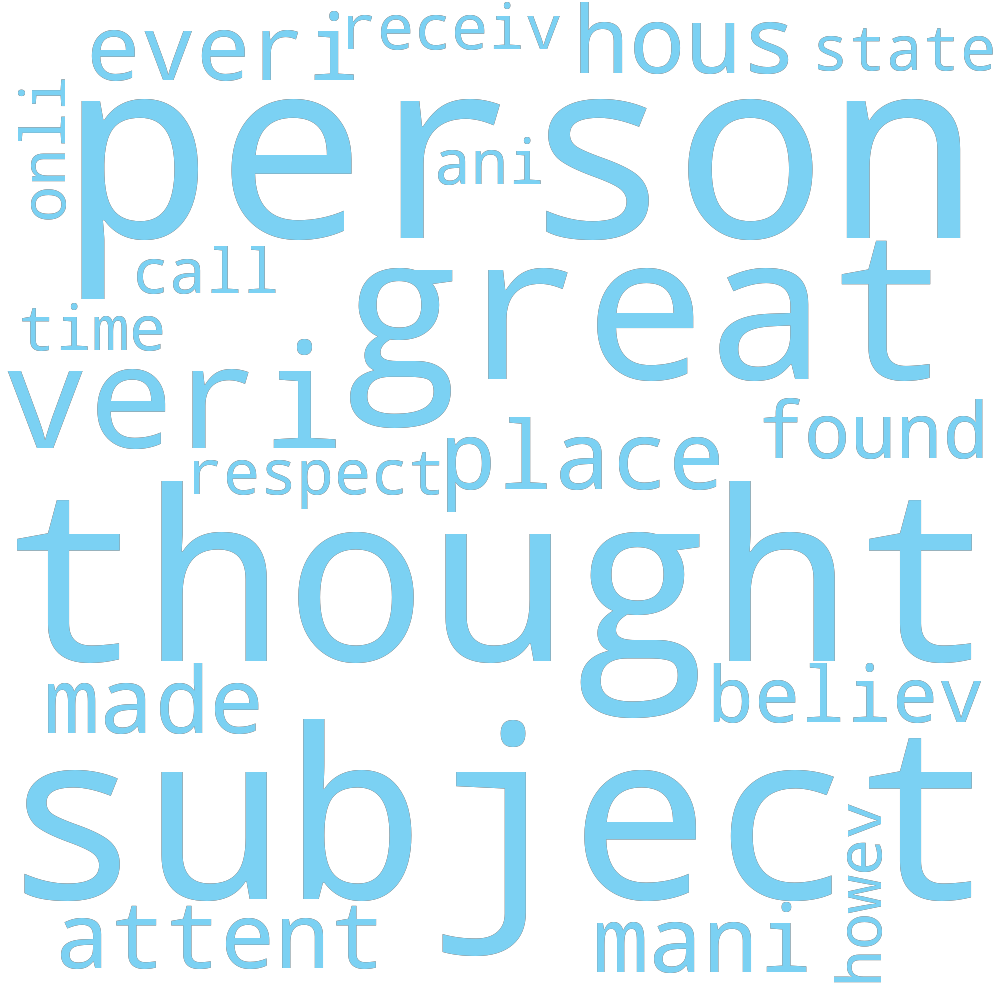 everi
receiv
hous
state
onli
person
ani
call
great
time
veri
found
respect
place
thought
made
believ
subject
howev
attent
mani